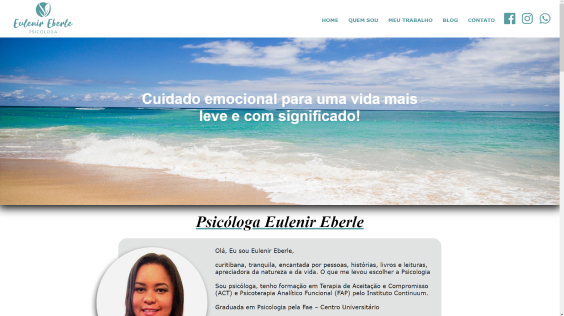 Eulenir Eberle
PSICÓLOGA
HOME QUEM SOU MEU TRABALHO BLOG CONTATO
Cuidado emocional para uma vida mais
leve e com significado!
Psicóloga Eulenir Eberle
Olá, Eu sou Eulenir Eberle,
curitibana, tranquila, encantada por pessoas, histórias, livros e leituras,
apreciadora da natureza e da vida. O que me levou escolher a Psicologia
Sou psicóloga, tenho formação em Terapia de Aceitação e Compromisso
(ACT) e Psicoterapia Analítico Funcional (FAP) pelo Instituto Continuum.
Graduada em Psicologia pela Fae – Centro Universitário